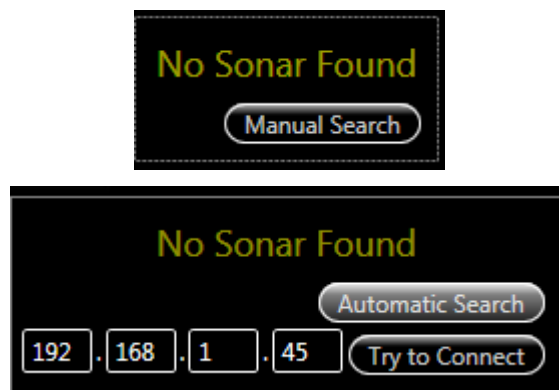 No Sonar Found
Manual Search
No Sonar Found
Automatic Search
192 . 168 . 1 . 45 Try to Connect